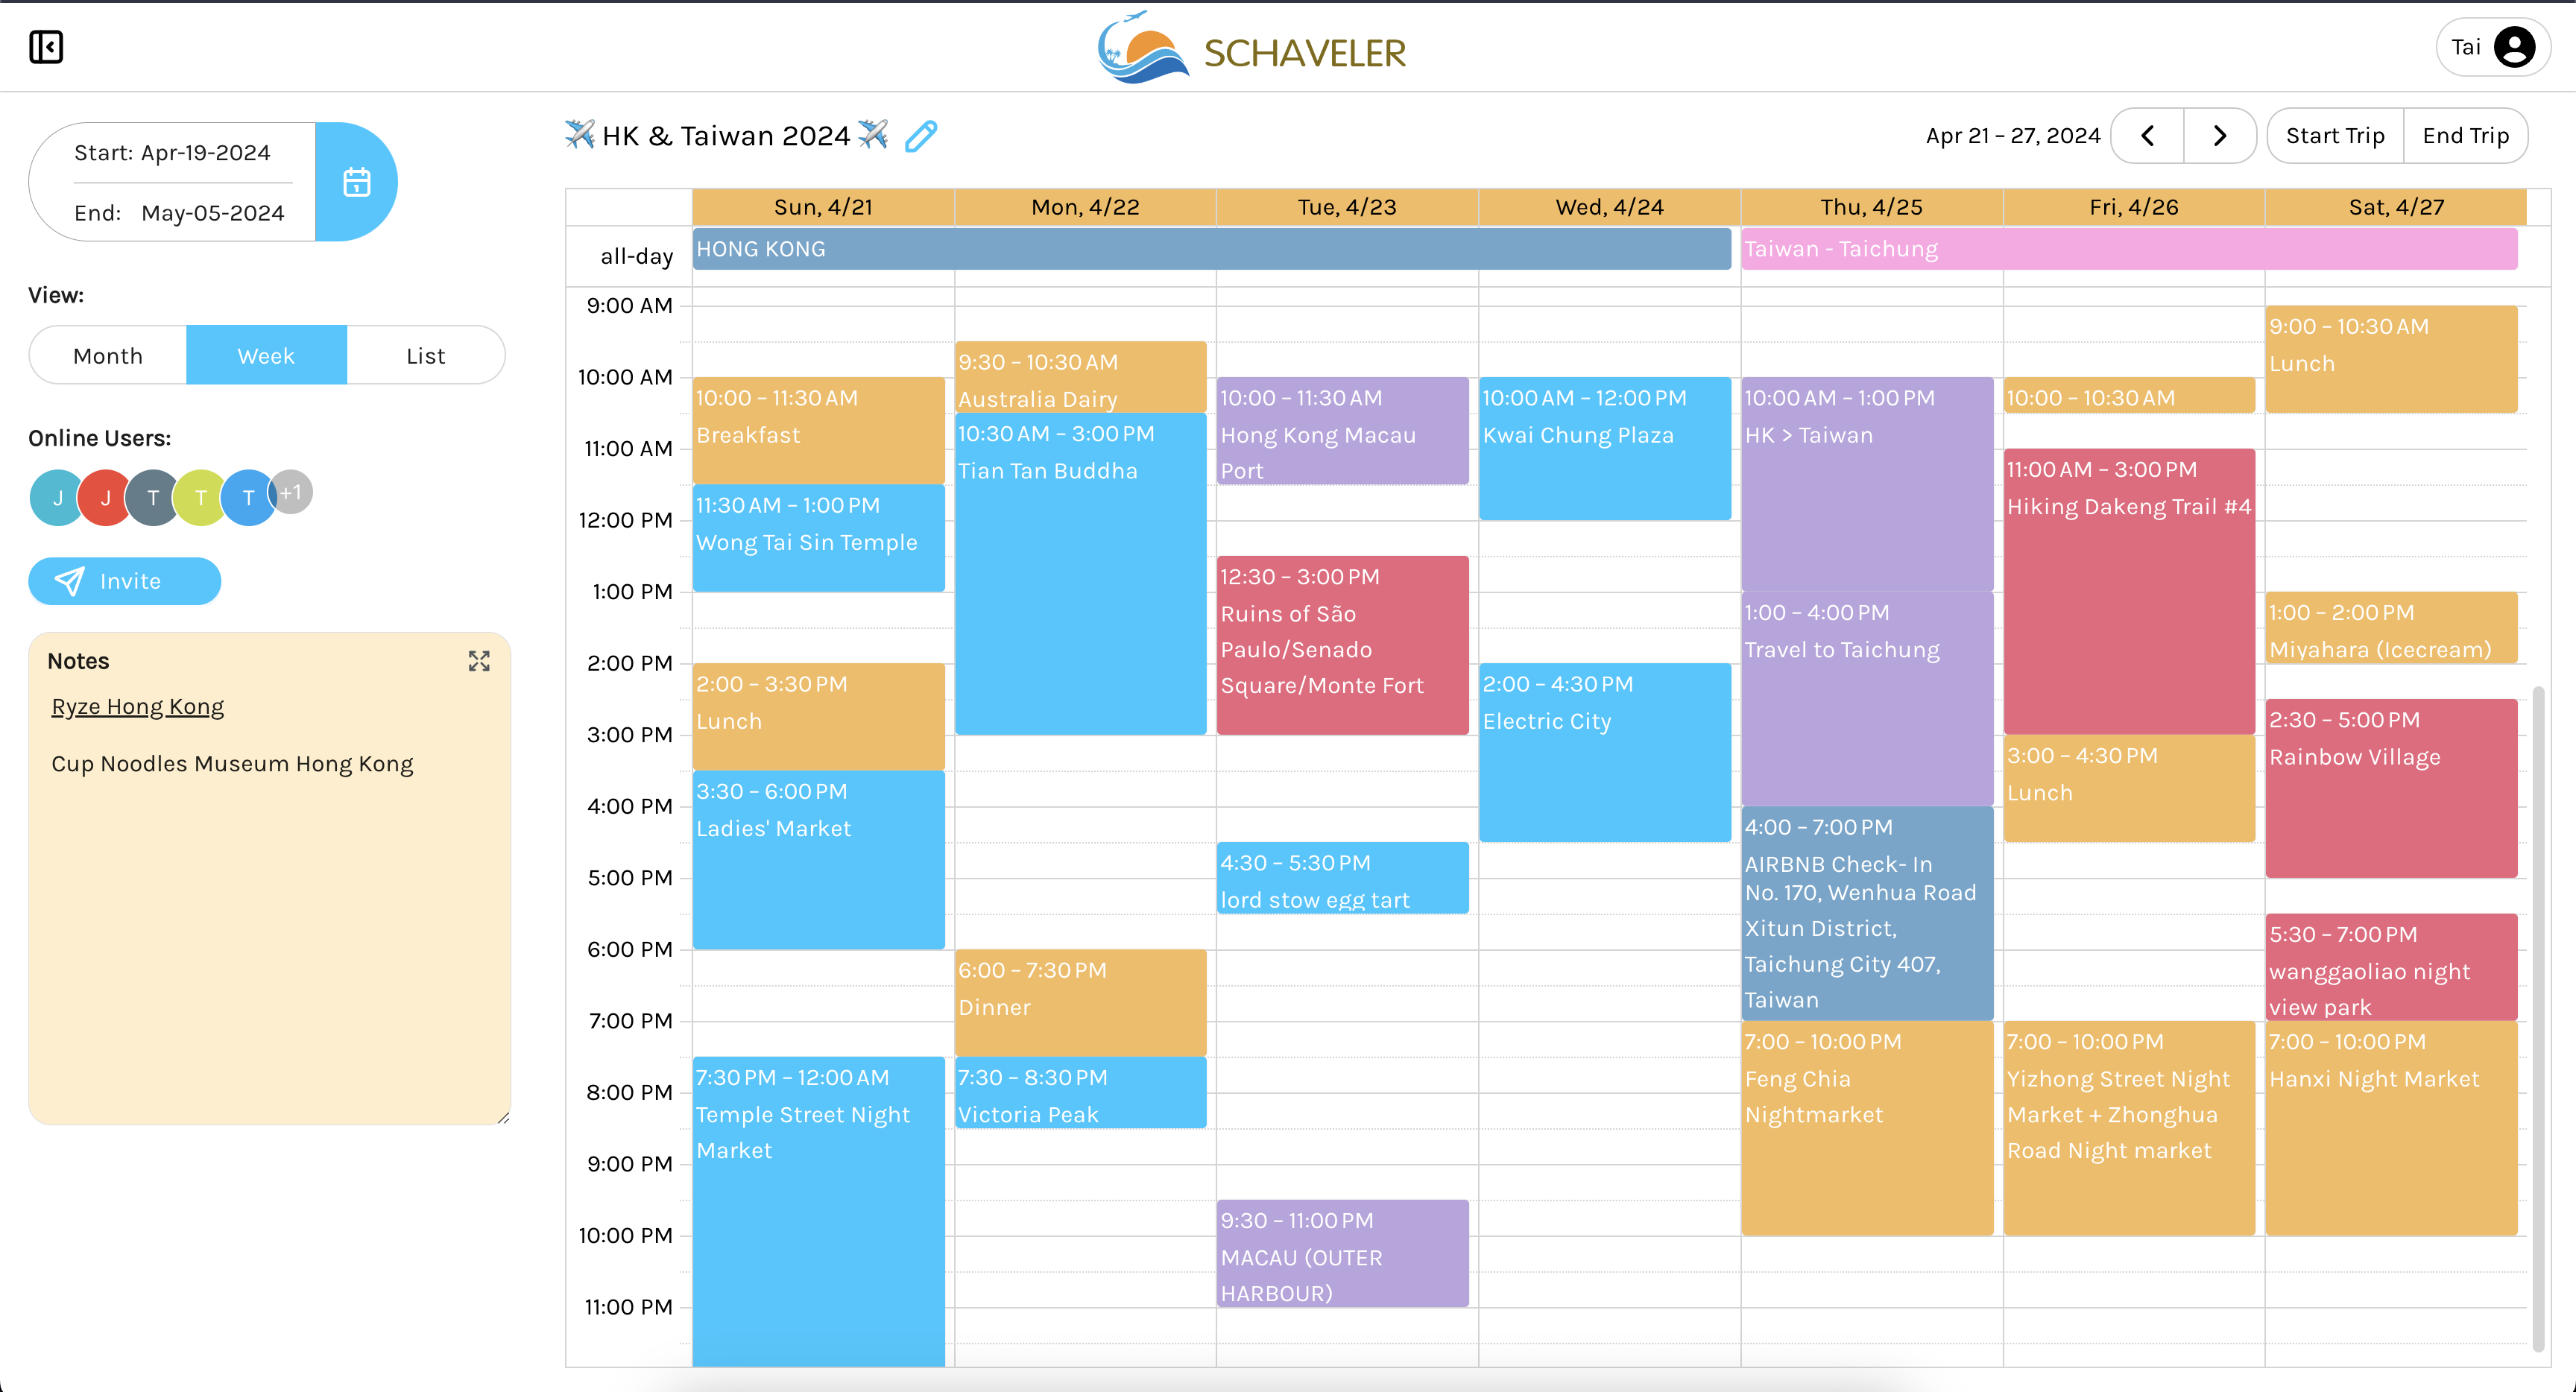 SCHAVELER
Tai
Start: Apr-19-2024
End: May-05-2024
1
View:
Month
Week
List
Online Users:
J
J
T
T
T
+1
Invite
Notes
Ryze Hong Kong
Cup Noodles Museum Hong Kong
✈️ HK & Taiwan 2024 ✈️
Apr 21 – 27, 2024
Start Trip
End Trip
Sun, 4/21
Mon, 4/22
Tue, 4/23
Wed, 4/24
Thu, 4/25
Fri, 4/26
Sat, 4/27
all-day
HONG KONG
Taiwan - Taichung
9:00 AM
10:00 AM
11:00 AM
12:00 PM
1:00 PM
2:00 PM
3:00 PM
4:00 PM
5:00 PM
6:00 PM
7:00 PM
8:00 PM
9:00 PM
10:00 PM
11:00 PM
10:00 – 11:30 AM
Breakfast
11:30 AM – 1:00 PM
Wong Tai Sin Temple
2:00 – 3:30 PM
Lunch
3:30 – 6:00 PM
Ladies' Market
7:30 PM – 12:00 AM
Temple Street Night
Market
9:30 – 10:30 AM
Australia Dairy
10:30 AM – 3:00 PM
Tian Tan Buddha
6:00 – 7:30 PM
Dinner
7:30 – 8:30 PM
Victoria Peak
10:00 – 11:30 AM
Hong Kong Macau
Port
12:30 – 3:00 PM
Ruins of São
Paulo/Senado
Square/Monte Fort
4:30 – 5:30 PM
lord stow egg tart
9:30 – 11:00 PM
MACAU (OUTER
HARBOUR)
10:00 AM – 12:00 PM
Kwai Chung Plaza
2:00 – 4:30 PM
Electric City
10:00 AM – 1:00 PM
HK > Taiwan
1:00 – 4:00 PM
Travel to Taichung
4:00 – 7:00 PM
AIRBNB Check- In
No. 170, Wenhua Road
Xitun District,
Taichung City 407,
Taiwan
7:00 – 10:00 PM
Feng Chia
Nightmarket
10:00 – 10:30 AM
11:00 AM – 3:00 PM
Hiking Dakeng Trail #4
3:00 – 4:30 PM
Lunch
7:00 – 10:00 PM
Yizhong Street Night
Market + Zhonghua
Road Night market
9:00 – 10:30 AM
Lunch
1:00 – 2:00 PM
Miyahara (Icecream)
2:30 – 5:00 PM
Rainbow Village
5:30 – 7:00 PM
wanggaoliao night
view park
7:00 – 10:00 PM
Hanxi Night Market